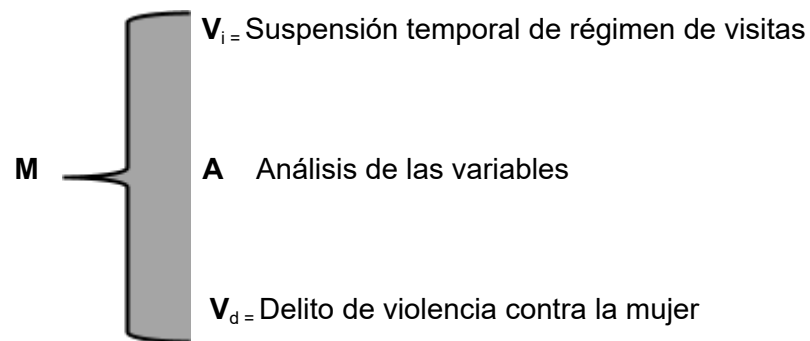 Vi = Suspensión temporal de régimen de visitas
M A Análisis de las variables
Vd = Delito de violencia contra la mujer